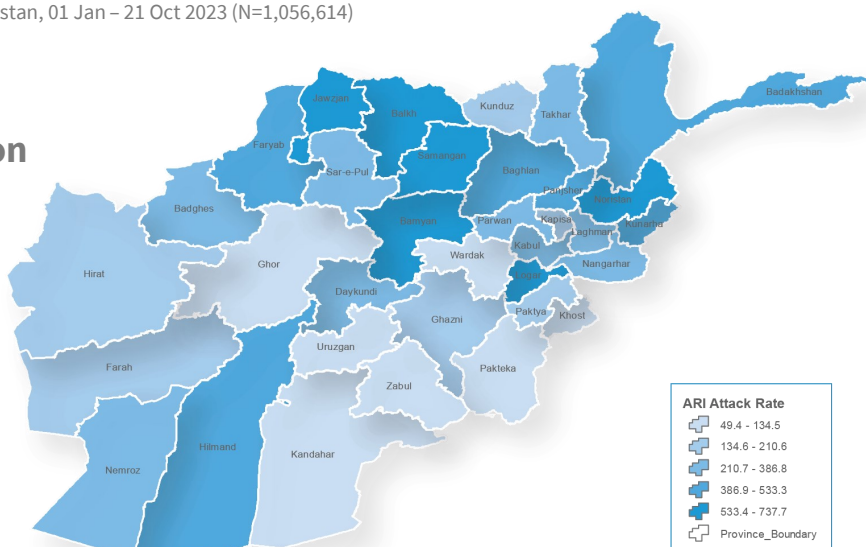 stan, 01 Jan – 21 Oct 2023 (N=1,056,614)
on
Jawzjan
Balkh
Kunduz
Takhar
Badakhshan
Faryab
Samangan
Sar-e-Pul
Baghlan
Panjsher
Nuristan
Badghes
Bamyan
Parwan
Kapisa
Kunarha
Laghman
Kabul
Wardak
Nangarhar
Hirat
Ghor
Logar
Daykundi
Ghazni
Paktya
Khost
Uruzgan
Farah
Pakteka
Zabul
Hilmand
Kandahar
Nemroz
ARI Attack Rate
49.4 - 134.5
134.6 - 210.6
210.7 - 386.8
386.9 - 533.3
533.4 - 737.7
Province_Boundary